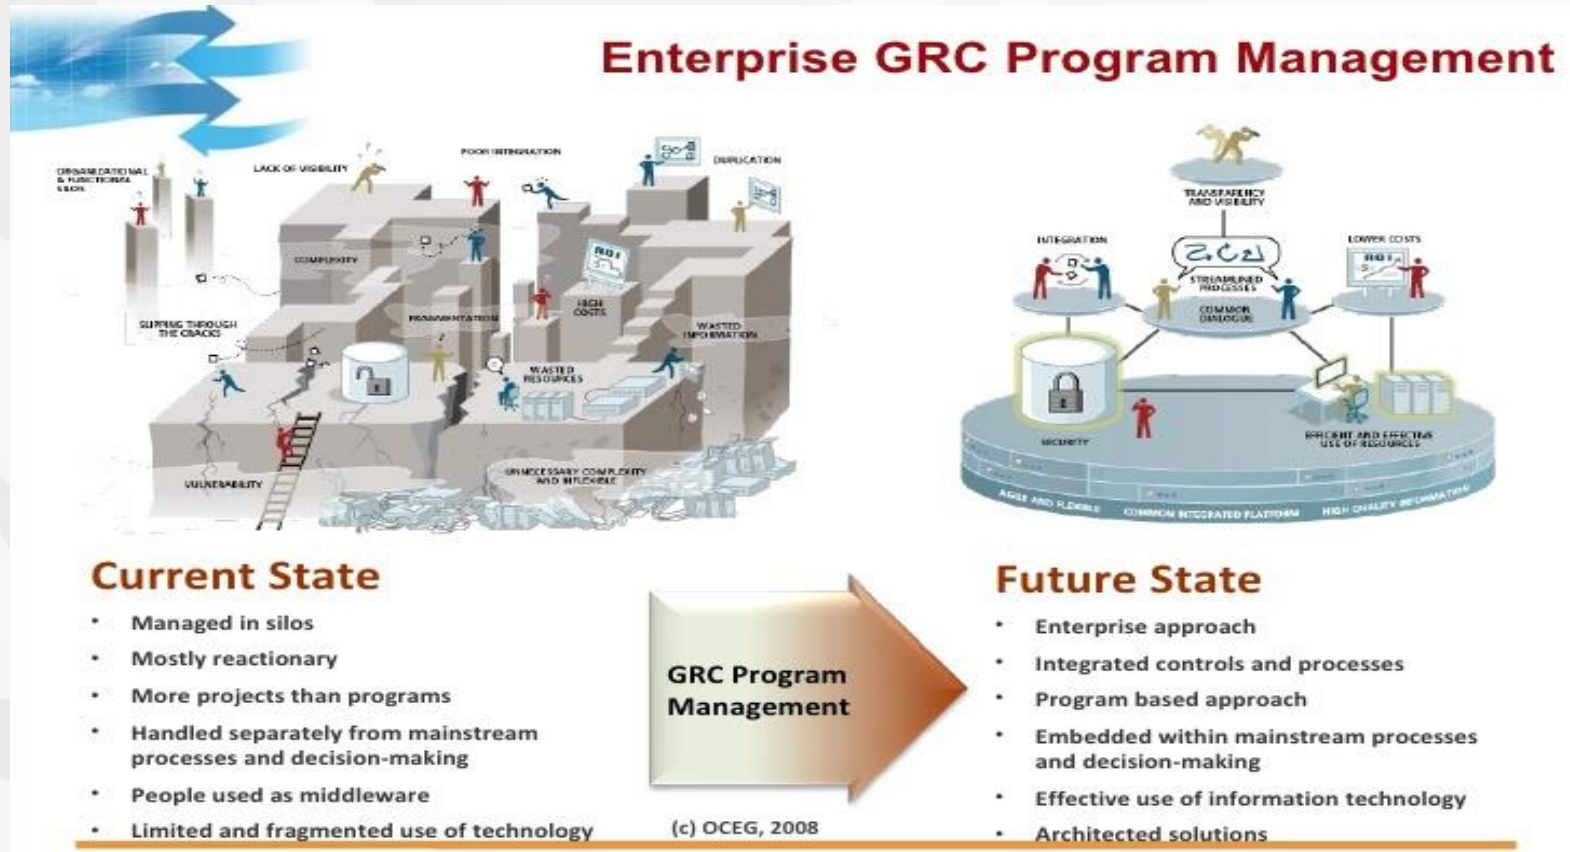 Enterprise GRC Program Management
ORGANIZATIONAL
& FUNCTIONAL
SILOS
LACK OF VISIBILITY
POOR INTEGRATION
DUPLICATION
COMPLEXITY
ROI
HIGH
COSTS
SLIPPING THROUGH
THE CRACKS
FRAGMENTATION
WASTED
INFORMATION
WASTED
RESOURCES
VULNERABILITY
UNNECESSARY COMPLEXITY
AND INFLEXIBLE
TRANSPARENCY
AND VISIBILITY
INTEGRATION
LOWER COSTS
ROI
STREAMLINED
PROCESSES
COMMON
DIALOGUE
SECURITY
EFFICIENT AND EFFECTIVE
USE OF RESOURCES
AGILE AND FLEXIBLE
COMMON INTEGRATED PLATFORM
HIGH QUALITY INFORMATION
Current State
• Managed in silos
• Mostly reactionary
• More projects than programs
• Handled separately from mainstream
processes and decision-making
• People used as middleware
• Limited and fragmented use of technology
GRC Program
Management
(c) OCEG, 2008
Future State
• Enterprise approach
• Integrated controls and processes
• Program based approach
• Embedded within mainstream processes
and decision-making
• Effective use of information technology
• Architected solutions